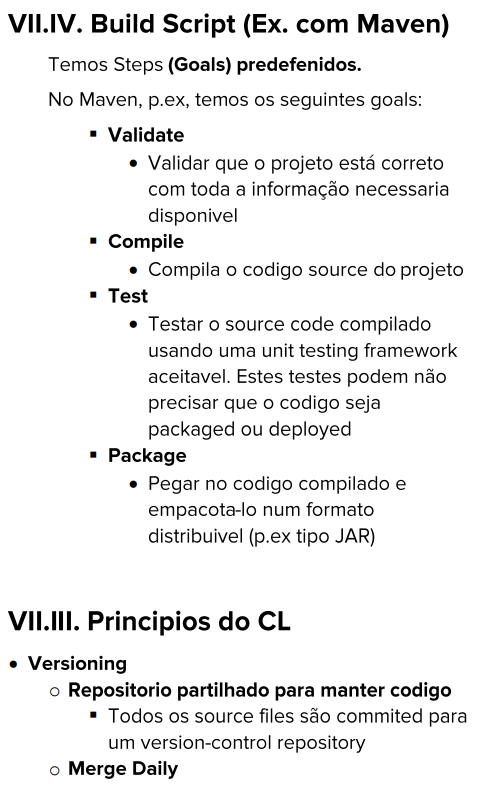 VII.IV. Build Script (Ex. com Maven)
Temos Steps (Goals) predefenidos.
No Maven, p.ex, temos os seguintes goals:
▪ Validate
• Validar que o projeto está correto
com toda a informação necessaria
disponivel
▪ Compile
• Compila o codigo source do projeto
▪ Test
• Testar o source code compilado
usando uma unit testing framework
aceitavel. Estes testes podem não
precisar que o codigo seja
packaged ou deployed
▪ Package
• Pegar no codigo compilado e
empacota-lo num formato
distribuivel (p.ex tipo JAR)
VII.III. Principios do CL
• Versioning
○ Repositorio partilhado para manter codigo
▪ Todos os source files são commited para
um version-control repository
○ Merge Daily